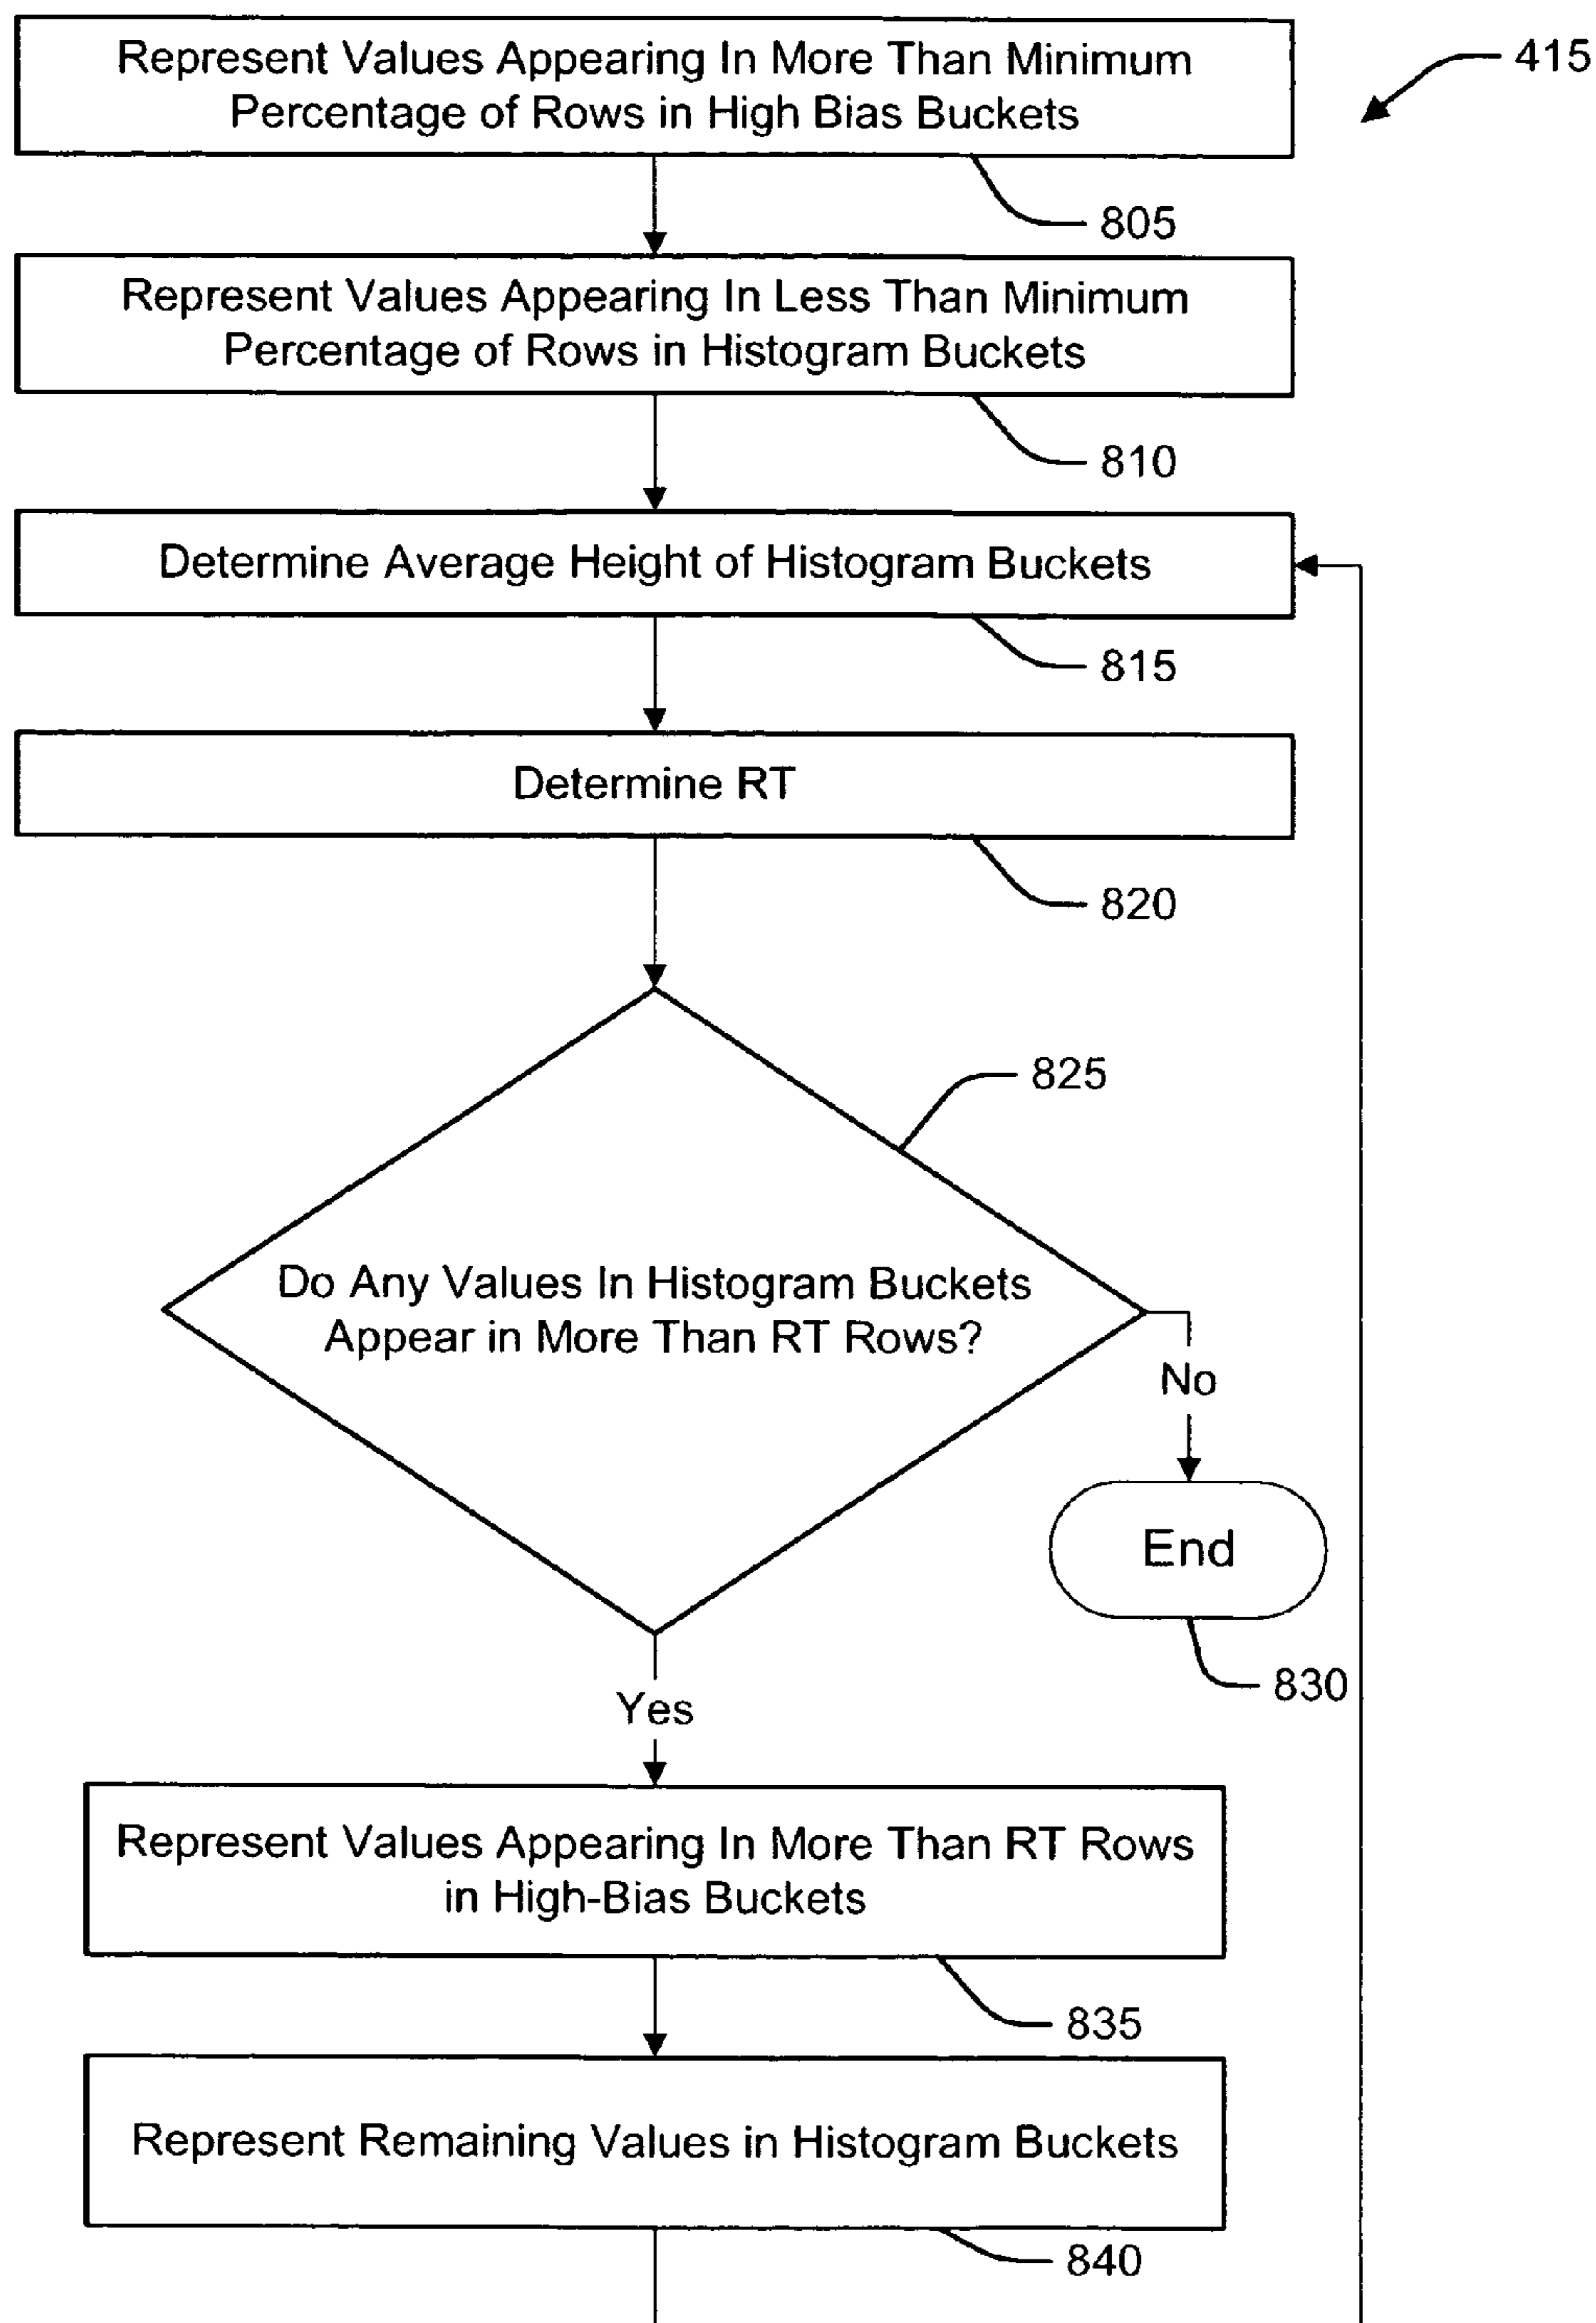 Represent Values Appearing In More Than Minimum
Percentage of Rows in High Bias Buckets
415
805
Represent Values Appearing In Less Than Minimum
Percentage of Rows in Histogram Buckets
810
Determine Average Height of Histogram Buckets
815
Determine RT
820
825
Do Any Values In Histogram Buckets
Appear in More Than RT Rows?
No
End
830
Yes
Represent Values Appearing In More Than RT Rows
in High-Bias Buckets
835
Represent Remaining Values in Histogram Buckets
840